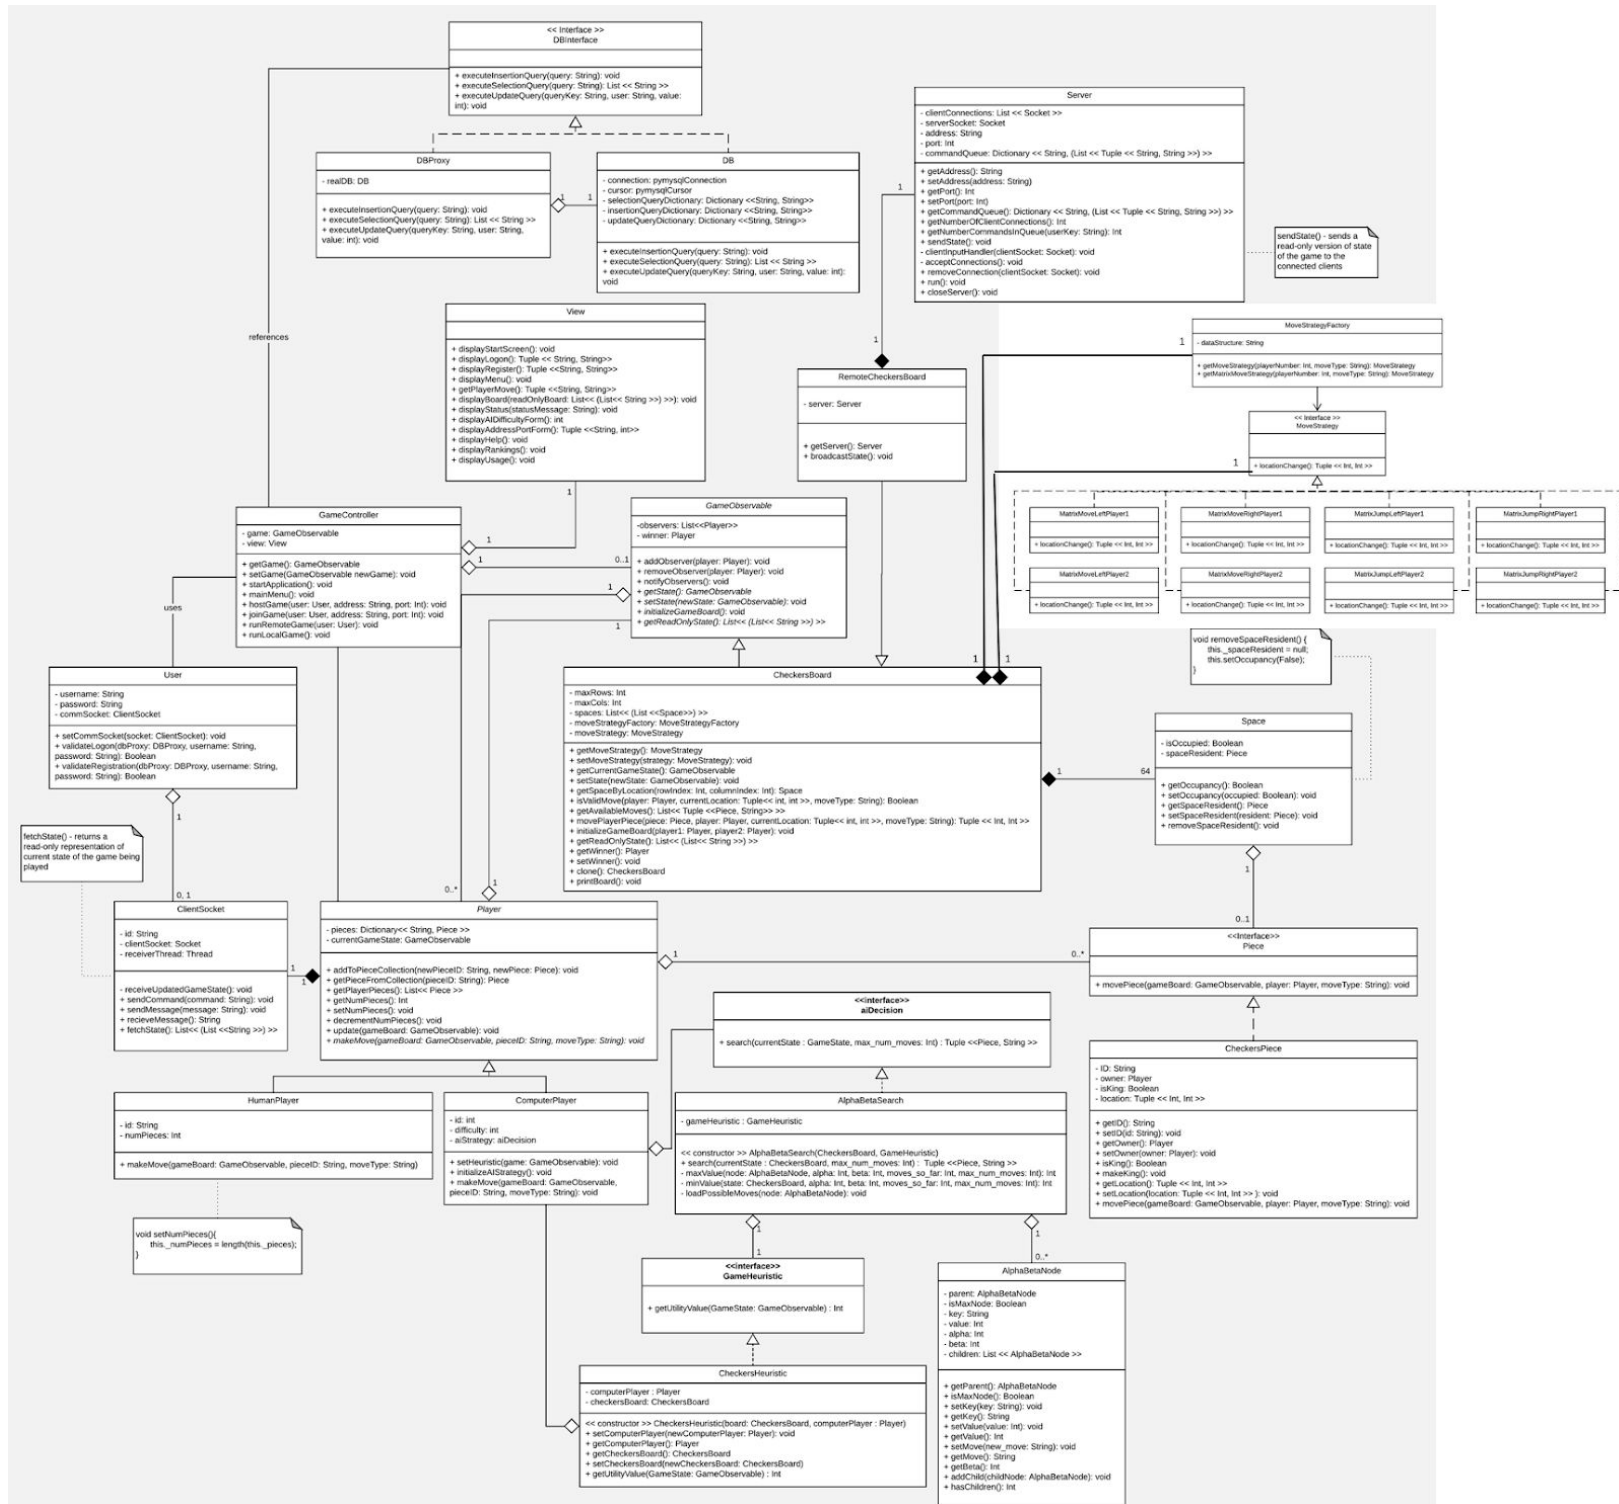 << Interface >>
DBInterface
+ executeInsertionQuery(query: String): void
+ executeSelectionQuery(query: String): List << String >>
+ executeUpdateQuery(queryKey: String, user: String, value:
int): void
DBProxy
- realDB: DB
+ executeInsertionQuery(query: String): void
+ executeSelectionQuery(query: String): List << String >>
+ executeUpdateQuery(queryKey: String, user: String,
value: int): void
1
1
DB
- connection: pymysqlConnection
- cursor: pymysqlCursor
- selectionQueryDictionary: Dictionary <<String, String>>
- insertionQueryDictionary: Dictionary <<String, String>>
- updateQueryDictionary: Dictionary <<String, String>>
+ executeInsertionQuery(query: String): void
+ executeSelectionQuery(query: String): List << String >>
+ executeUpdateQuery(queryKey: String, user: String, value: int):
void
Server
- clientConnections: List << Socket >>
- serverSocket: Socket
- address: String
- port: Int
- commandQueue: Dictionary << String, (List << Tuple << String, String >>) >>
+ getAddress(): String
+ setAddress(address: String)
+ getPort(): Int
+ setPort(port: Int)
+ getCommandQueue(): Dictionary << String, (List << Tuple << String, String >>) >>
+ getNumberOfClientConnections(): Int
+ getNumberCommandsInQueue(userKey: String): Int
+ sendState(): void
- clientInputHandler(clientSocket: Socket): void
- acceptConnections(): void
+ removeConnection(clientSocket: Socket): void
+ run(): void
+ closeServer(): void
1
1
sendState() - sends a
read-only version of state
of the game to the
connected clients
View
+ displayStartScreen(): void
+ displayLogon(): Tuple << String, String>>
+ displayRegister(): Tuple <<String, String>>
+ displayMenu(): void
+ getPlayerMove(): Tuple <<String, String>>
+ displayBoard(readOnlyBoard: List<< (List<< String >>) >>): void
+ displayStatus(statusMessage: String): void
+ displayAIDifficultyForm(): int
+ displayAddressPortForm(): Tuple <<String, int>>
+ displayHelp(): void
+ displayRankings(): void
+ displayUsage(): void
references
RemoteCheckersBoard
- server: Server
+ getServer(): Server
+ broadcastState(): void
MoveStrategyFactory
- dataStructure: String
+ getMoveStrategy(playerNumber: Int, moveType: String): MoveStrategy
+ getMatrixMoveStrategy(playerNumber: Int, moveType: String): MoveStrategy
1
<< Interface >>
MoveStrategy
+ locationChange(): Tuple << Int, Int >>
1
MatrixMoveLeftPlayer1
+ locationChange(): Tuple << Int, Int >>
MatrixMoveRightPlayer1
+ locationChange(): Tuple << Int, Int >>
MatrixJumpLeftPlayer1
+ locationChange(): Tuple << Int, Int >>
MatrixJumpRightPlayer1
+ locationChange(): Tuple << Int, Int >>
MatrixMoveLeftPlayer2
+ locationChange(): Tuple << Int, Int >>
MatrixMoveRightPlayer2
+ locationChange(): Tuple << Int, Int >>
MatrixJumpLeftPlayer2
+ locationChange(): Tuple << Int, Int >>
MatrixJumpRightPlayer2
+ locationChange(): Tuple << Int, Int >>
GameController
- game: GameObservable
- view: View
+ getGame(): GameObservable
+ setGame(GameObservable newGame): void
+ startApplication(): void
+ mainMenu(): void
+ hostGame(user: User, address: String, port: Int): void
+ joinGame(user: User, address: String, port: Int): void
+ runRemoteGame(user: User): void
+ runLocalGame(): void
1
1
1
0..1
1
1
GameObservable
-observers: List<<Player>>
- winner: Player
+ addObserver(player: Player): void
+ removeObserver(player: Player): void
+ notifyObservers(): void
+ getState(): GameObservable
+ setState(newState: GameObservable): void
+ initializeGameBoard(): void
+ getReadOnlyState(): List<< (List<< String >>) >>
uses
void removeSpaceResident() {
this._spaceResident = null;
this.setOccupancy(False);
}
User
- username: String
- password: String
- commSocket: ClientSocket
+ setCommSocket(socket: ClientSocket): void
+ validateLogon(dbProxy: DBProxy, username: String,
password: String): Boolean
+ validateRegistration(dbProxy: DBProxy, username: String,
password: String): Boolean
1
0, 1
CheckersBoard
- maxRows: Int
- maxCols: Int
- spaces: List<< (List <<Space>>) >>
- moveStrategyFactory: MoveStrategyFactory
- moveStrategy: MoveStrategy
+ getMoveStrategy(): MoveStrategy
+ setMoveStrategy(strategy: MoveStrategy): void
+ getCurrentGameState(): GameObservable
+ setState(newState: GameObservable): void
+ getSpaceByLocation(rowIndex: Int, columnIndex: Int): Space
+ isValidMove(player: Player, currentLocation: Tuple<< int, int >>, moveType: String): Boolean
+ getAvailableMoves(): List<< Tuple <<Piece, String>> >>
+ movePlayerPiece(piece: Piece, player: Player, currentLocation: Tuple<< int, int >>, moveType: String): Tuple << Int, Int >>
+ initializeGameBoard(player1: Player, player2: Player): void
+ getReadOnlyState(): List<< (List<< String >>) >>
+ getWinner(): Player
+ setWinner(): void
+ clone(): CheckersBoard
+ printBoard(): void
1
1
1
64
Space
- isOccupied: Boolean
- spaceResident: Piece
+ getOccupancy(): Boolean
+ setOccupancy(occupied: Boolean): void
+ getSpaceResident(): Piece
+ setSpaceResident(resident: Piece): void
+ removeSpaceResident(): void
1
0..1
fetchState() - returns a
read-only representation of
current state of the game being
played
ClientSocket
- id: String
- clientSocket: Socket
- receiverThread: Thread
- receiveUpdatedGameState(): void
+ sendCommand(command: String): void
+ sendMessage(message: String): void
+ recieveMessage(): String
+ fetchState(): List<< (List <<String >>) >>
1
1
0..*
1
Player
- pieces: Dictionary<< String, Piece >>
- currentGameState: GameObservable
+ addToPieceCollection(newPieceID: String, newPiece: Piece): void
+ getPieceFromCollection(pieceID: String): Piece
+ getPlayerPieces(): List<< Piece >>
+ getNumPieces(): Int
+ setNumPieces(): void
+ decrementNumPieces(): void
+ update(gameBoard: GameObservable): void
+ makeMove(gameBoard: GameObservable, pieceID: String, moveType: String): void
1
0..*
<<Interface>>
Piece
+ movePiece(gameBoard: GameObservable, player: Player, moveType: String): void
<<interface>>
aiDecision
+ search(currentState : GameState, max_num_moves: Int) : Tuple <<Piece, String >>
CheckersPiece
- ID: String
- owner: Player
- isKing: Boolean
- location: Tuple << Int, Int >>
+ getID(): String
+ setID(id: String): void
+ getOwner(): Player
+ setOwner(owner: Player): void
+ isKing(): Boolean
+ makeKing(): void
+ getLocation(): Tuple << Int, Int >>
+ setLocation(location: Tuple << Int, Int >> ): void
+ movePiece(gameBoard: GameObservable, player: Player, moveType: String): void
HumanPlayer
- id: String
- numPieces: Int
+ makeMove(gameBoard: GameObservable, pieceID: String, moveType: String)
ComputerPlayer
- id: int
- difficulty: int
- aiStrategy: aiDecision
+ setHeuristic(game: GameObservable): void
+ initializeAIStrategy(): void
+ makeMove(gameBoard: GameObservable,
pieceID: String, moveType: String): void
AlphaBetaSearch
- gameHeuristic : GameHeuristic
<< constructor >> AlphaBetaSearch(CheckersBoard, GameHeuristic)
+ search(currentState : CheckersBoard, max_num_moves: Int) : Tuple <<Piece, String >>
- maxValue(node: AlphaBetaNode, alpha: Int, beta: Int, moves_so_far: Int, max_num_moves: Int): Int
- minValue(state: CheckersBoard, alpha: Int, beta: Int, moves_so_far: Int, max_num_moves: Int): Int
- loadPossibleMoves(node: AlphaBetaNode): void
void setNumPieces(){
this._numPieces = length(this._pieces);
}
1
1
1
0..*
<<interface>>
GameHeuristic
+ getUtilityValue(GameState: GameObservable) : Int
AlphaBetaNode
- parent: AlphaBetaNode
- isMaxNode: Boolean
- key: String
- value: Int
- alpha: Int
- beta: Int
- children: List << AlphaBetaNode >>
+ getParent(): AlphaBetaNode
+ isMaxNode(): Boolean
+ setKey(key: String): void
+ getKey(): String
+ setValue(value: Int): void
+ getValue(): Int
+ setMove(new_move: String): void
+ getMove(): String
+ getBeta(): Int
+ addChild(childNode: AlphaBetaNode): void
+ hasChildren(): Int
CheckersHeuristic
- computerPlayer : Player
- checkersBoard: CheckersBoard
<< constructor >> CheckersHeuristic(board: CheckersBoard, computerPlayer : Player)
+ setComputerPlayer(newComputerPlayer: Player): void
+ getComputerPlayer(): Player
+ getCheckersBoard(): CheckersBoard
+ setCheckersBoard(newCheckersBoard: CheckersBoard)
+ getUtilityValue(GameState: GameObservable) : Int